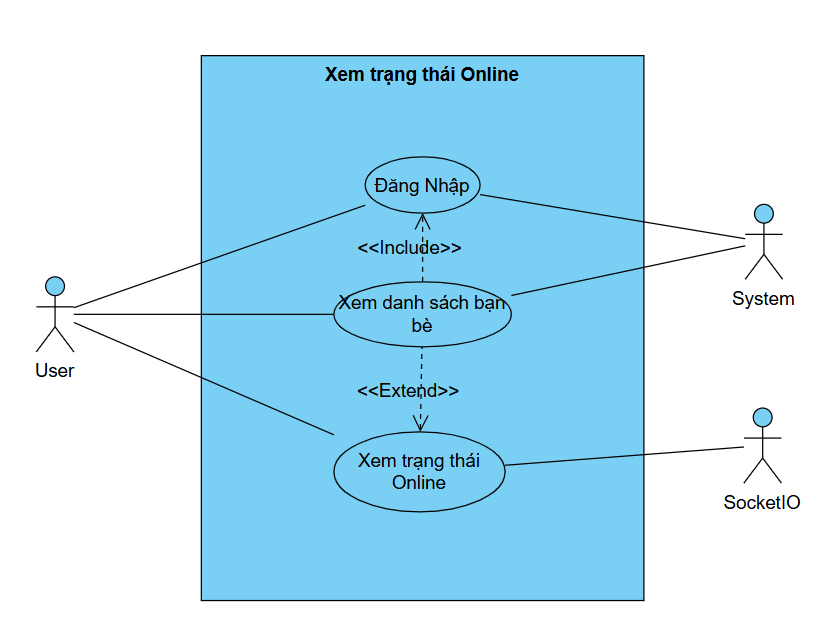 Xem trạng thái Online
Đăng Nhập
<<Include>>
Xem danh sách bạn
bè
<<Extend>>
Xem trạng thái
Online
User
System
SocketIO